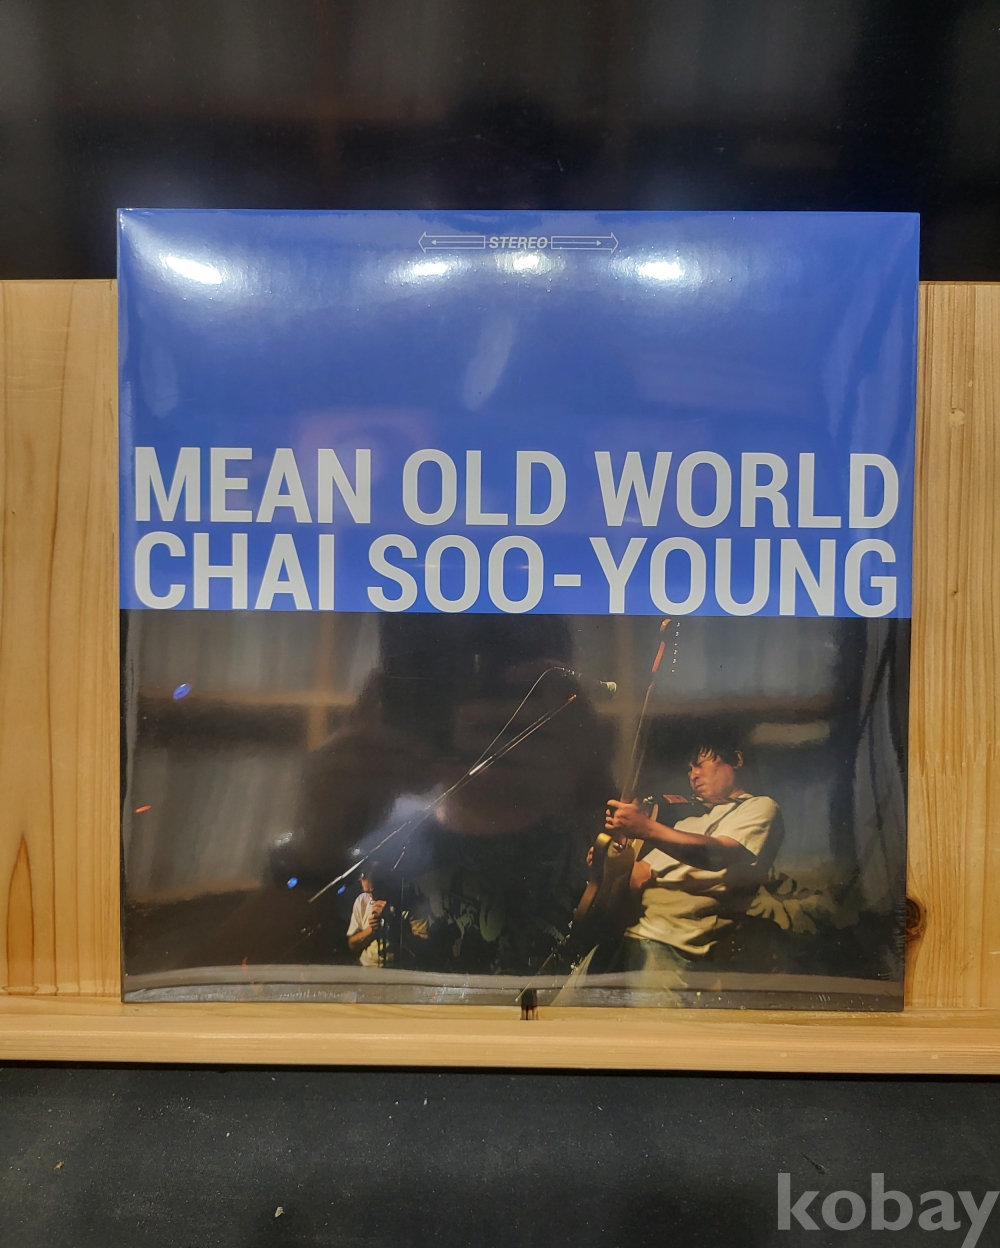 STEREO
MEAN OLD WORLD
CHAI SOO-YOUNG
kobay